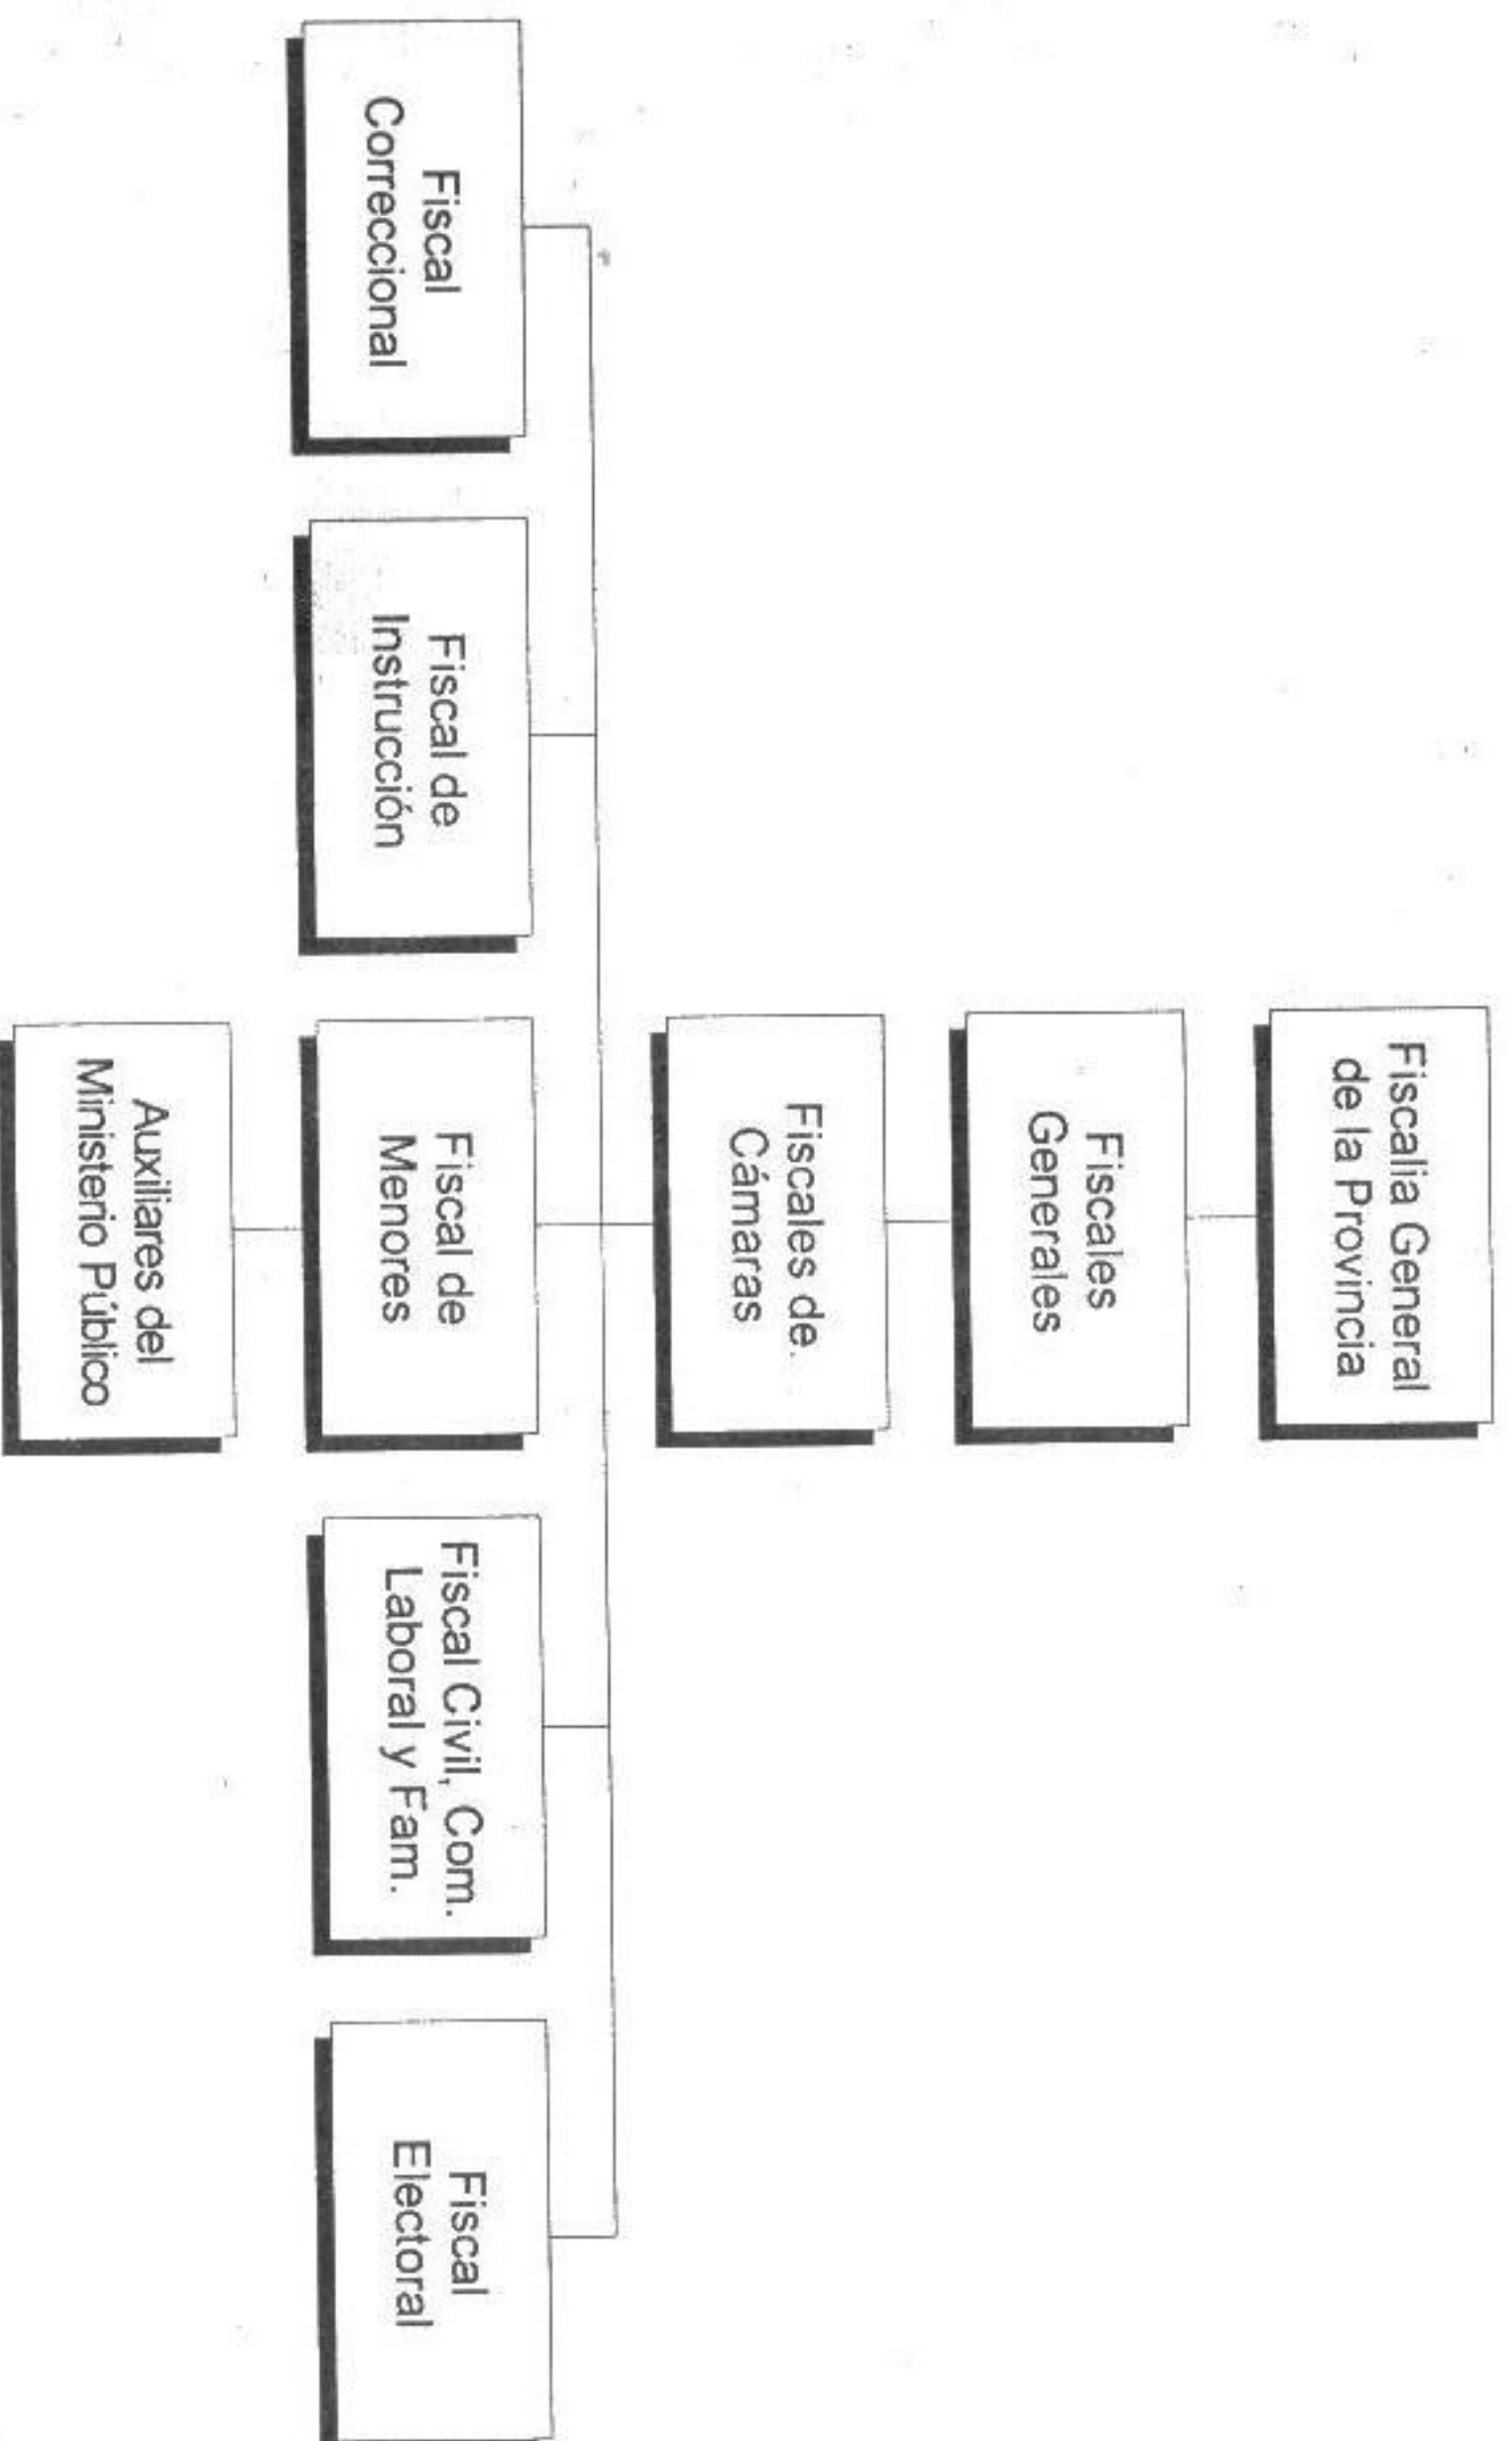 Fiscalia General
de la Provincia
Fiscales
Generales
Fiscales de
Cámaras
Fiscal
Correccional
Fiscal de
Instrucción
Fiscal de
Menores
Fiscal Civil, Com.
Laboral y Fam.
Fiscal
Electoral
Auxiliares del
Ministerio Público